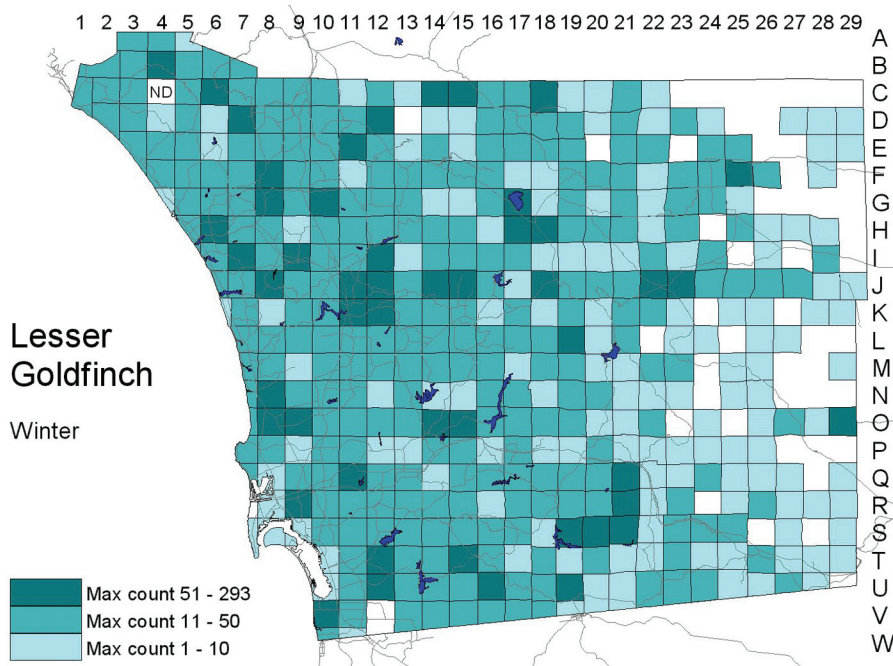 1 2 3 4 5 6 7 8 9 10 11 12 13 14 15 16 17 18 19 20 21 22 23 24 25 26 27 28 29
A
B
C
ND
D
E
F
G
H
I
J
K
L
M
N
O
P
Q
R
S
T
U
V
W
Lesser
Goldfinch
Winter
Max count 51 - 293
Max count 11 - 50
Max count 1 - 10